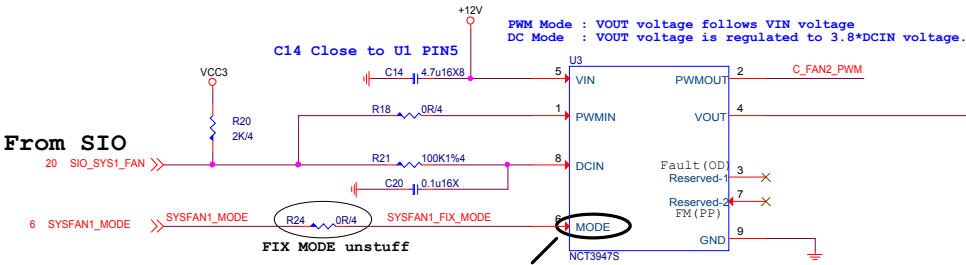 +12V
PWM Mode : VOUT voltage follows VIN voltage
DC Mode  : VOUT voltage is regulated to 3.8*DCIN voltage.
C14 Close to U1 PIN5
U3
VCC3
C14 4.7u16X8 5 VIN PWMOUT 2 C_FAN2_PWM
R18 0R/4 1 PWMIN VOUT 4
R20
2K/4
From SIO
20 SIO_SYS1_FAN R21 100K1%4 8 DCIN Fault(OD)
Reserved-1 3
C20 0.1u16X
Reserved-2 7
FM(PP)
6 SYSFAN1_MODE SYSFAN1_MODE R24 0R/4 SYSFAN1_FIX_MODE 6 MODE
GND 9
FIX MODE unstuff
NCT3947S